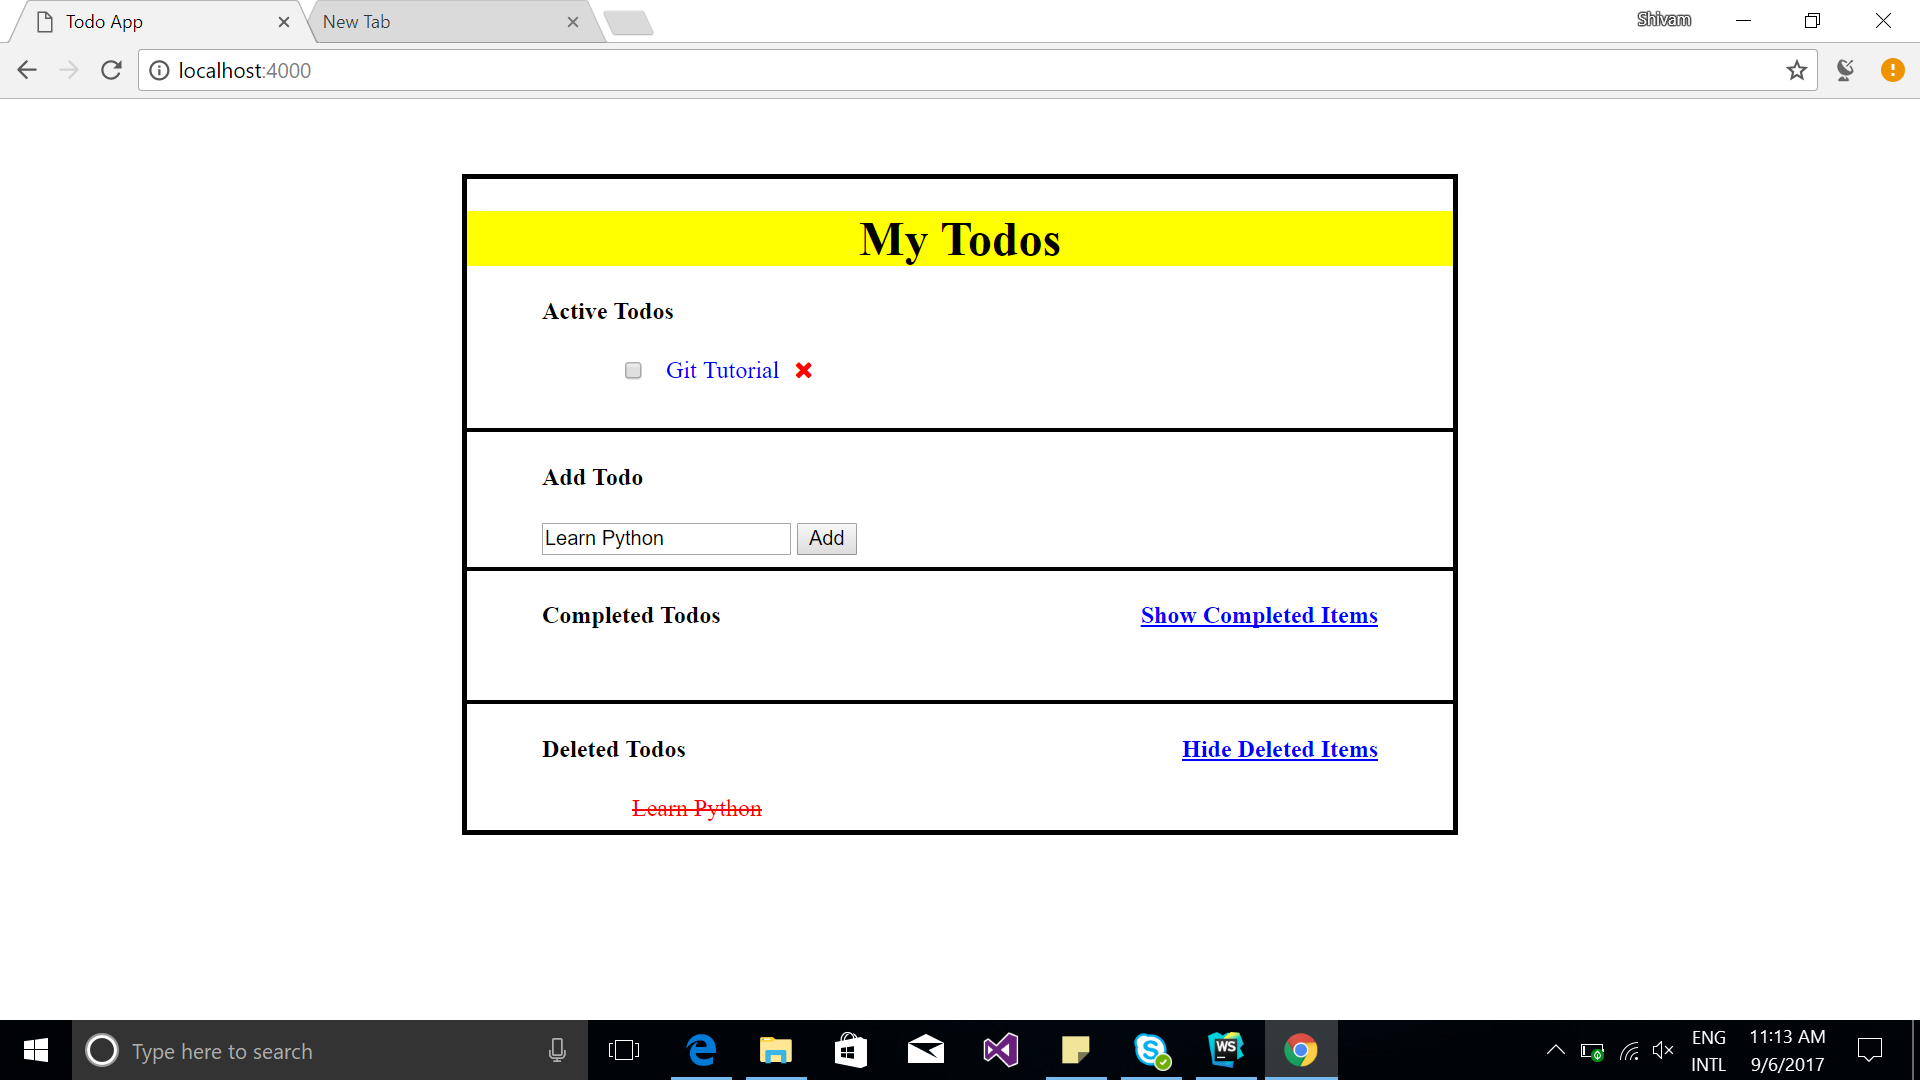 Todo App
New Tab
Shivam
localhost:4000
My Todos
Active Todos
Git Tutorial
Add Todo
Learn Python Add
Completed Todos Show Completed Items
Deleted Todos Hide Deleted Items
Learn Python
Type here to search
WS
ENG 11:13 AM
INTL 9/6/2017